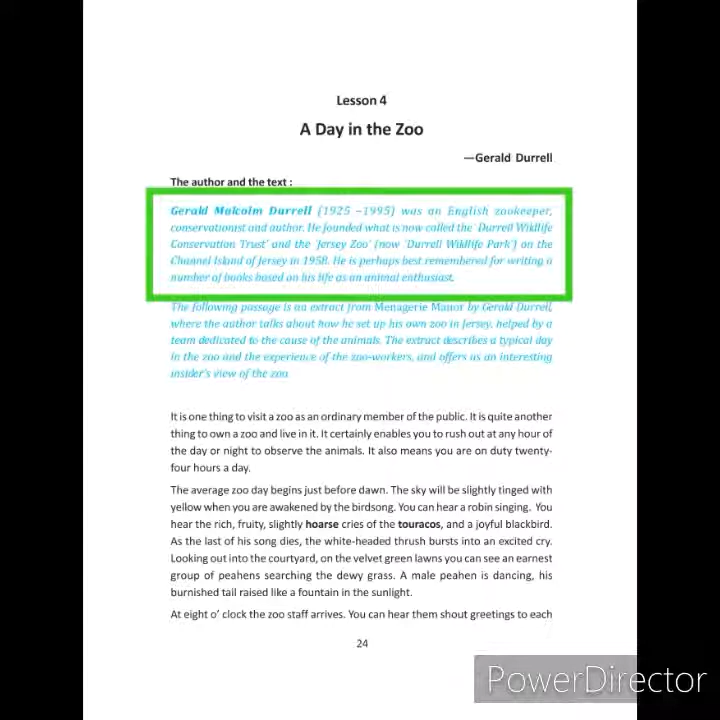 Lesson 4
A Day in the Zoo
—Gerald Durrell
The author and the text :
Gerald Malcolm Durrell (1925 –1995) was an English zookeeper,
conservationist and author. He founded what is now called the 'Durrell Wildlife
Conservation Trust' and the 'Jersey Zoo' (now 'Durrell Wildlife Park') on the
Channel Island of Jersey in 1958. He is perhaps best remembered for writing a
number of books based on his life as an animal enthusiast.
The following passage is an extract from Menagerie Manor by Gerald Durrell,
where the author talks about how he set up his own zoo in Jersey, helped by a
team dedicated to the cause of the animals. The extract describes a typical day
in the zoo and the experience of the zoo-workers, and offers us an interesting
insider's view of the zoo.
It is one thing to visit a zoo as an ordinary member of the public. It is quite another
thing to own a zoo and live in it. It certainly enables you to rush out at any hour of
the day or night to observe the animals. It also means you are on duty twenty-
four hours a day.
The average zoo day begins just before dawn. The sky will be slightly tinged with
yellow when you are awakened by the birdsong. You can hear a robin singing. You
hear the rich, fruity, slightly hoarse cries of the touracos, and a joyful blackbird.
As the last of his song dies, the white-headed thrush bursts into an excited cry.
Looking out into the courtyard, on the velvet green lawns you can see an earnest
group of peahens searching the dewy grass. A male peahen is dancing, his
burnished tail raised like a fountain in the sunlight.
At eight o' clock the zoo staff arrives. You can hear them shout greetings to each
24
PowerDirector